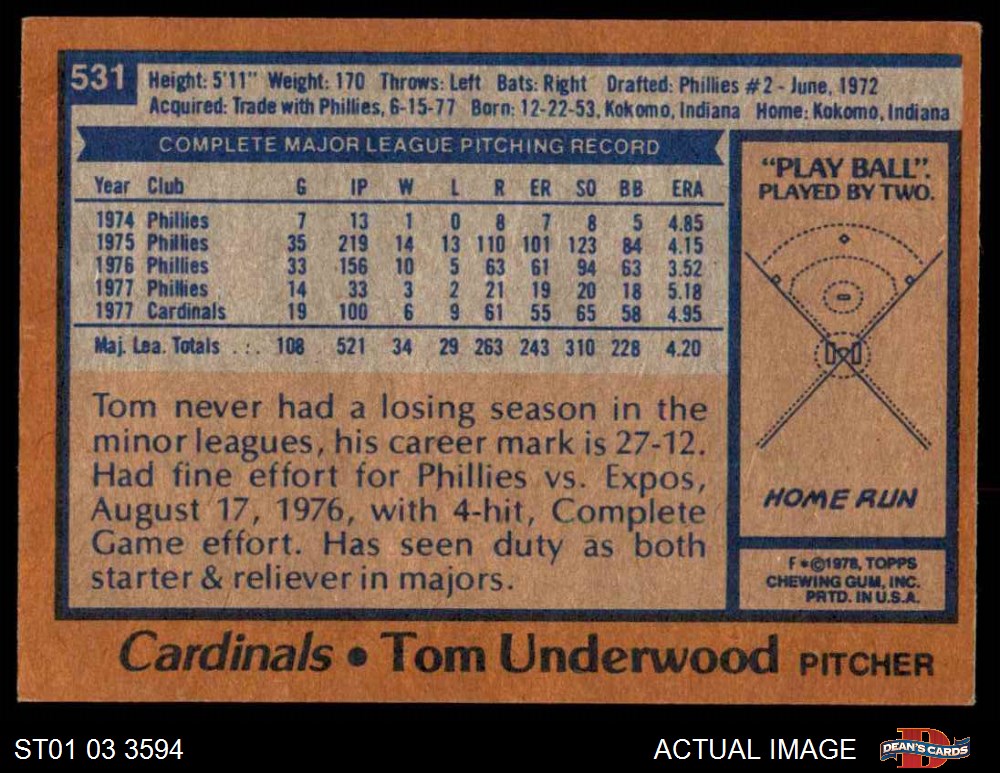 531
Height: 5'11" Weight: 170 Throws: Left Bats: Right Drafted: Phillies #2 - June, 1972
Acquired: Trade with Phillies, 6-15-77 Born: 12-22-53, Kokomo, Indiana Home: Kokomo, Indiana
COMPLETE MAJOR LEAGUE PITCHING RECORD
Year Club G IP W L R ER SO BB ERA
1974 Phillies 7 13 1 0 8 7 8 5 4.85
1975 Phillies 35 219 14 13 110 101 123 84 4.15
1976 Phillies 33 156 10 5 63 61 94 63 3.52
1977 Phillies 14 33 3 2 21 19 20 18 5.18
1977 Cardinals 19 100 6 9 61 55 65 58 4.95
Maj. Lea. Totals ... 108 521 34 29 263 243 310 228 4.20
Tom never had a losing season in the
minor leagues, his career mark is 27-12.
Had fine effort for Phillies vs. Expos,
August 17, 1976, with 4-hit, Complete
Game effort. Has seen duty as both
starter & reliever in majors.
"PLAY BALL".
PLAYED BY TWO.
HOME RUN
F*©1978, TOPPS
CHEWING GUM, INC.
PRTD. IN U.S.A.
Cardinals • Tom Underwood PITCHER
ST01 03 3594
ACTUAL IMAGE
DEAN'S CARDS